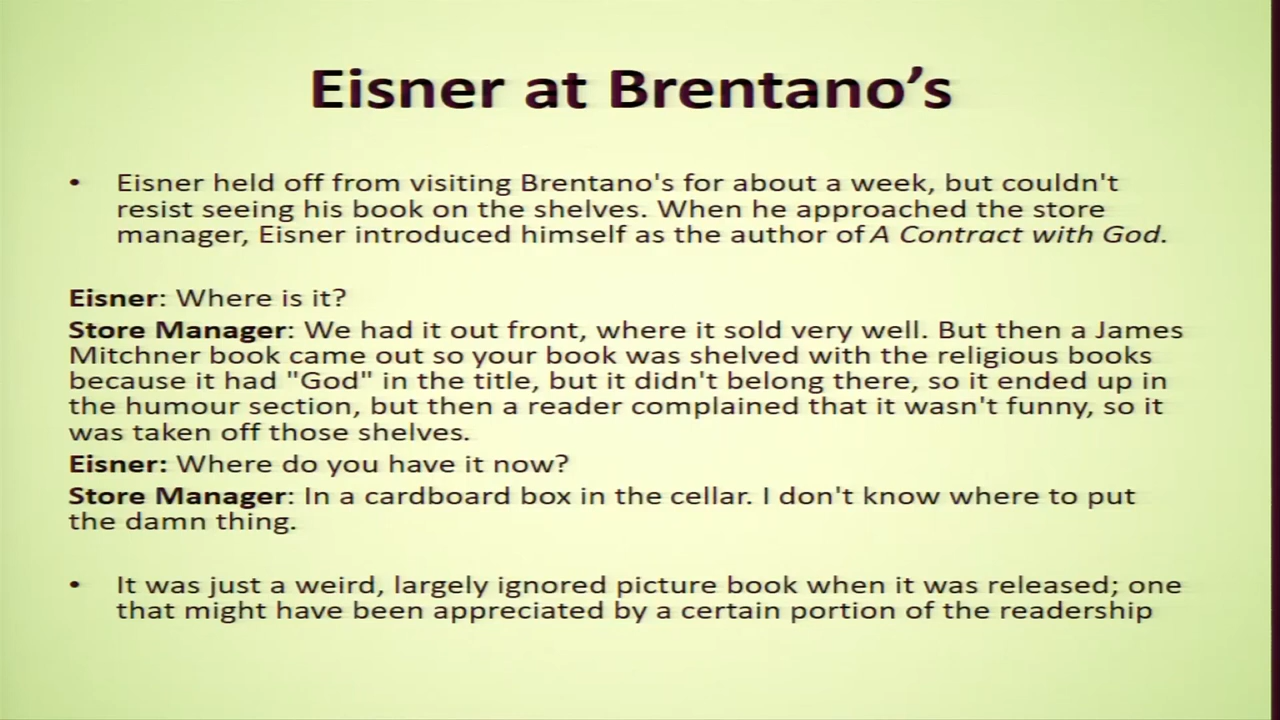 Eisner at Brentano’s
• Eisner held off from visiting Brentano's for about a week, but couldn't
resist seeing his book on the shelves. When he approached the store
manager, Eisner introduced himself as the author of A Contract with God.
Eisner: Where is it?
Store Manager: We had it out front, where it sold very well. But then a James
Mitchner book came out so your book was shelved with the religious books
because it had "God" in the title, but it didn't belong there, so it ended up in
the humour section, but then a reader complained that it wasn't funny, so it
was taken off those shelves.
Eisner: Where do you have it now?
Store Manager: In a cardboard box in the cellar. I don't know where to put
the damn thing.
• It was just a weird, largely ignored picture book when it was released; one
that might have been appreciated by a certain portion of the readership